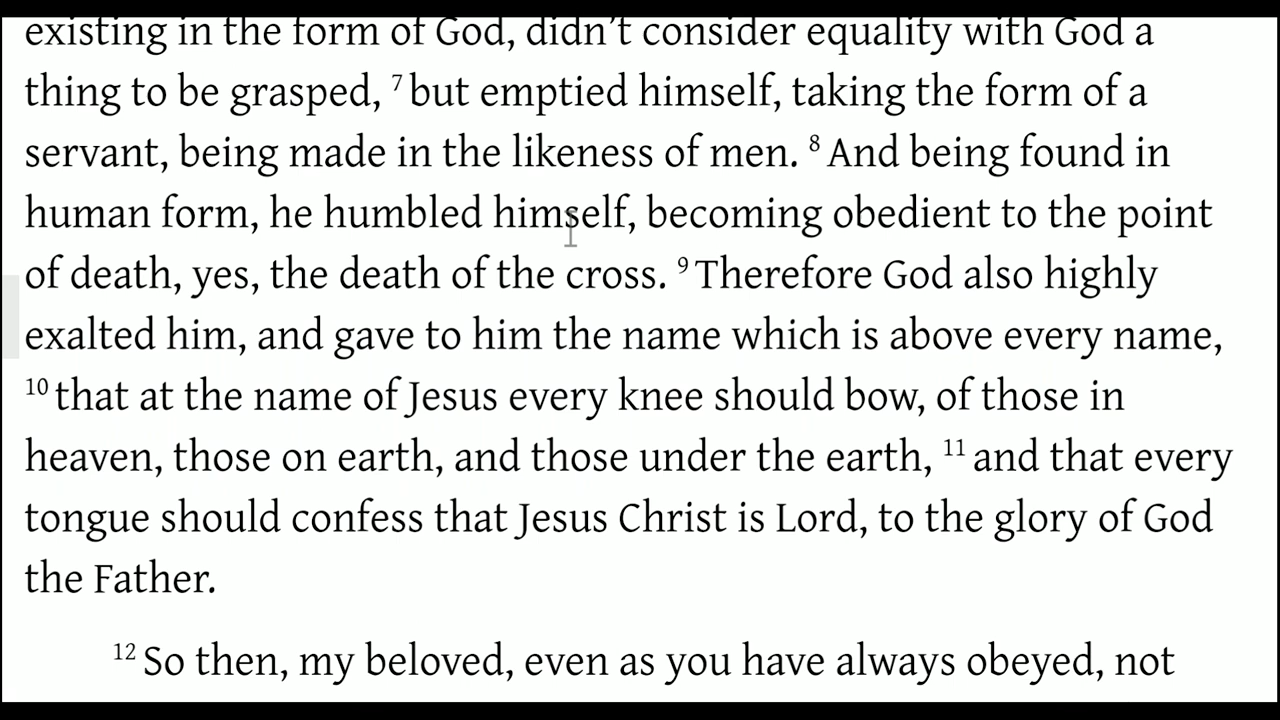 existing in the form of God, didn’t consider equality with God a
thing to be grasped, 7 but emptied himself, taking the form of a
servant, being made in the likeness of men. 8 And being found in
human form, he humbled himself, becoming obedient to the point
of death, yes, the death of the cross. 9 Therefore God also highly
exalted him, and gave to him the name which is above every name,
10 that at the name of Jesus every knee should bow, of those in
heaven, those on earth, and those under the earth, 11 and that every
tongue should confess that Jesus Christ is Lord, to the glory of God
the Father.
12 So then, my beloved, even as you have always obeyed, not